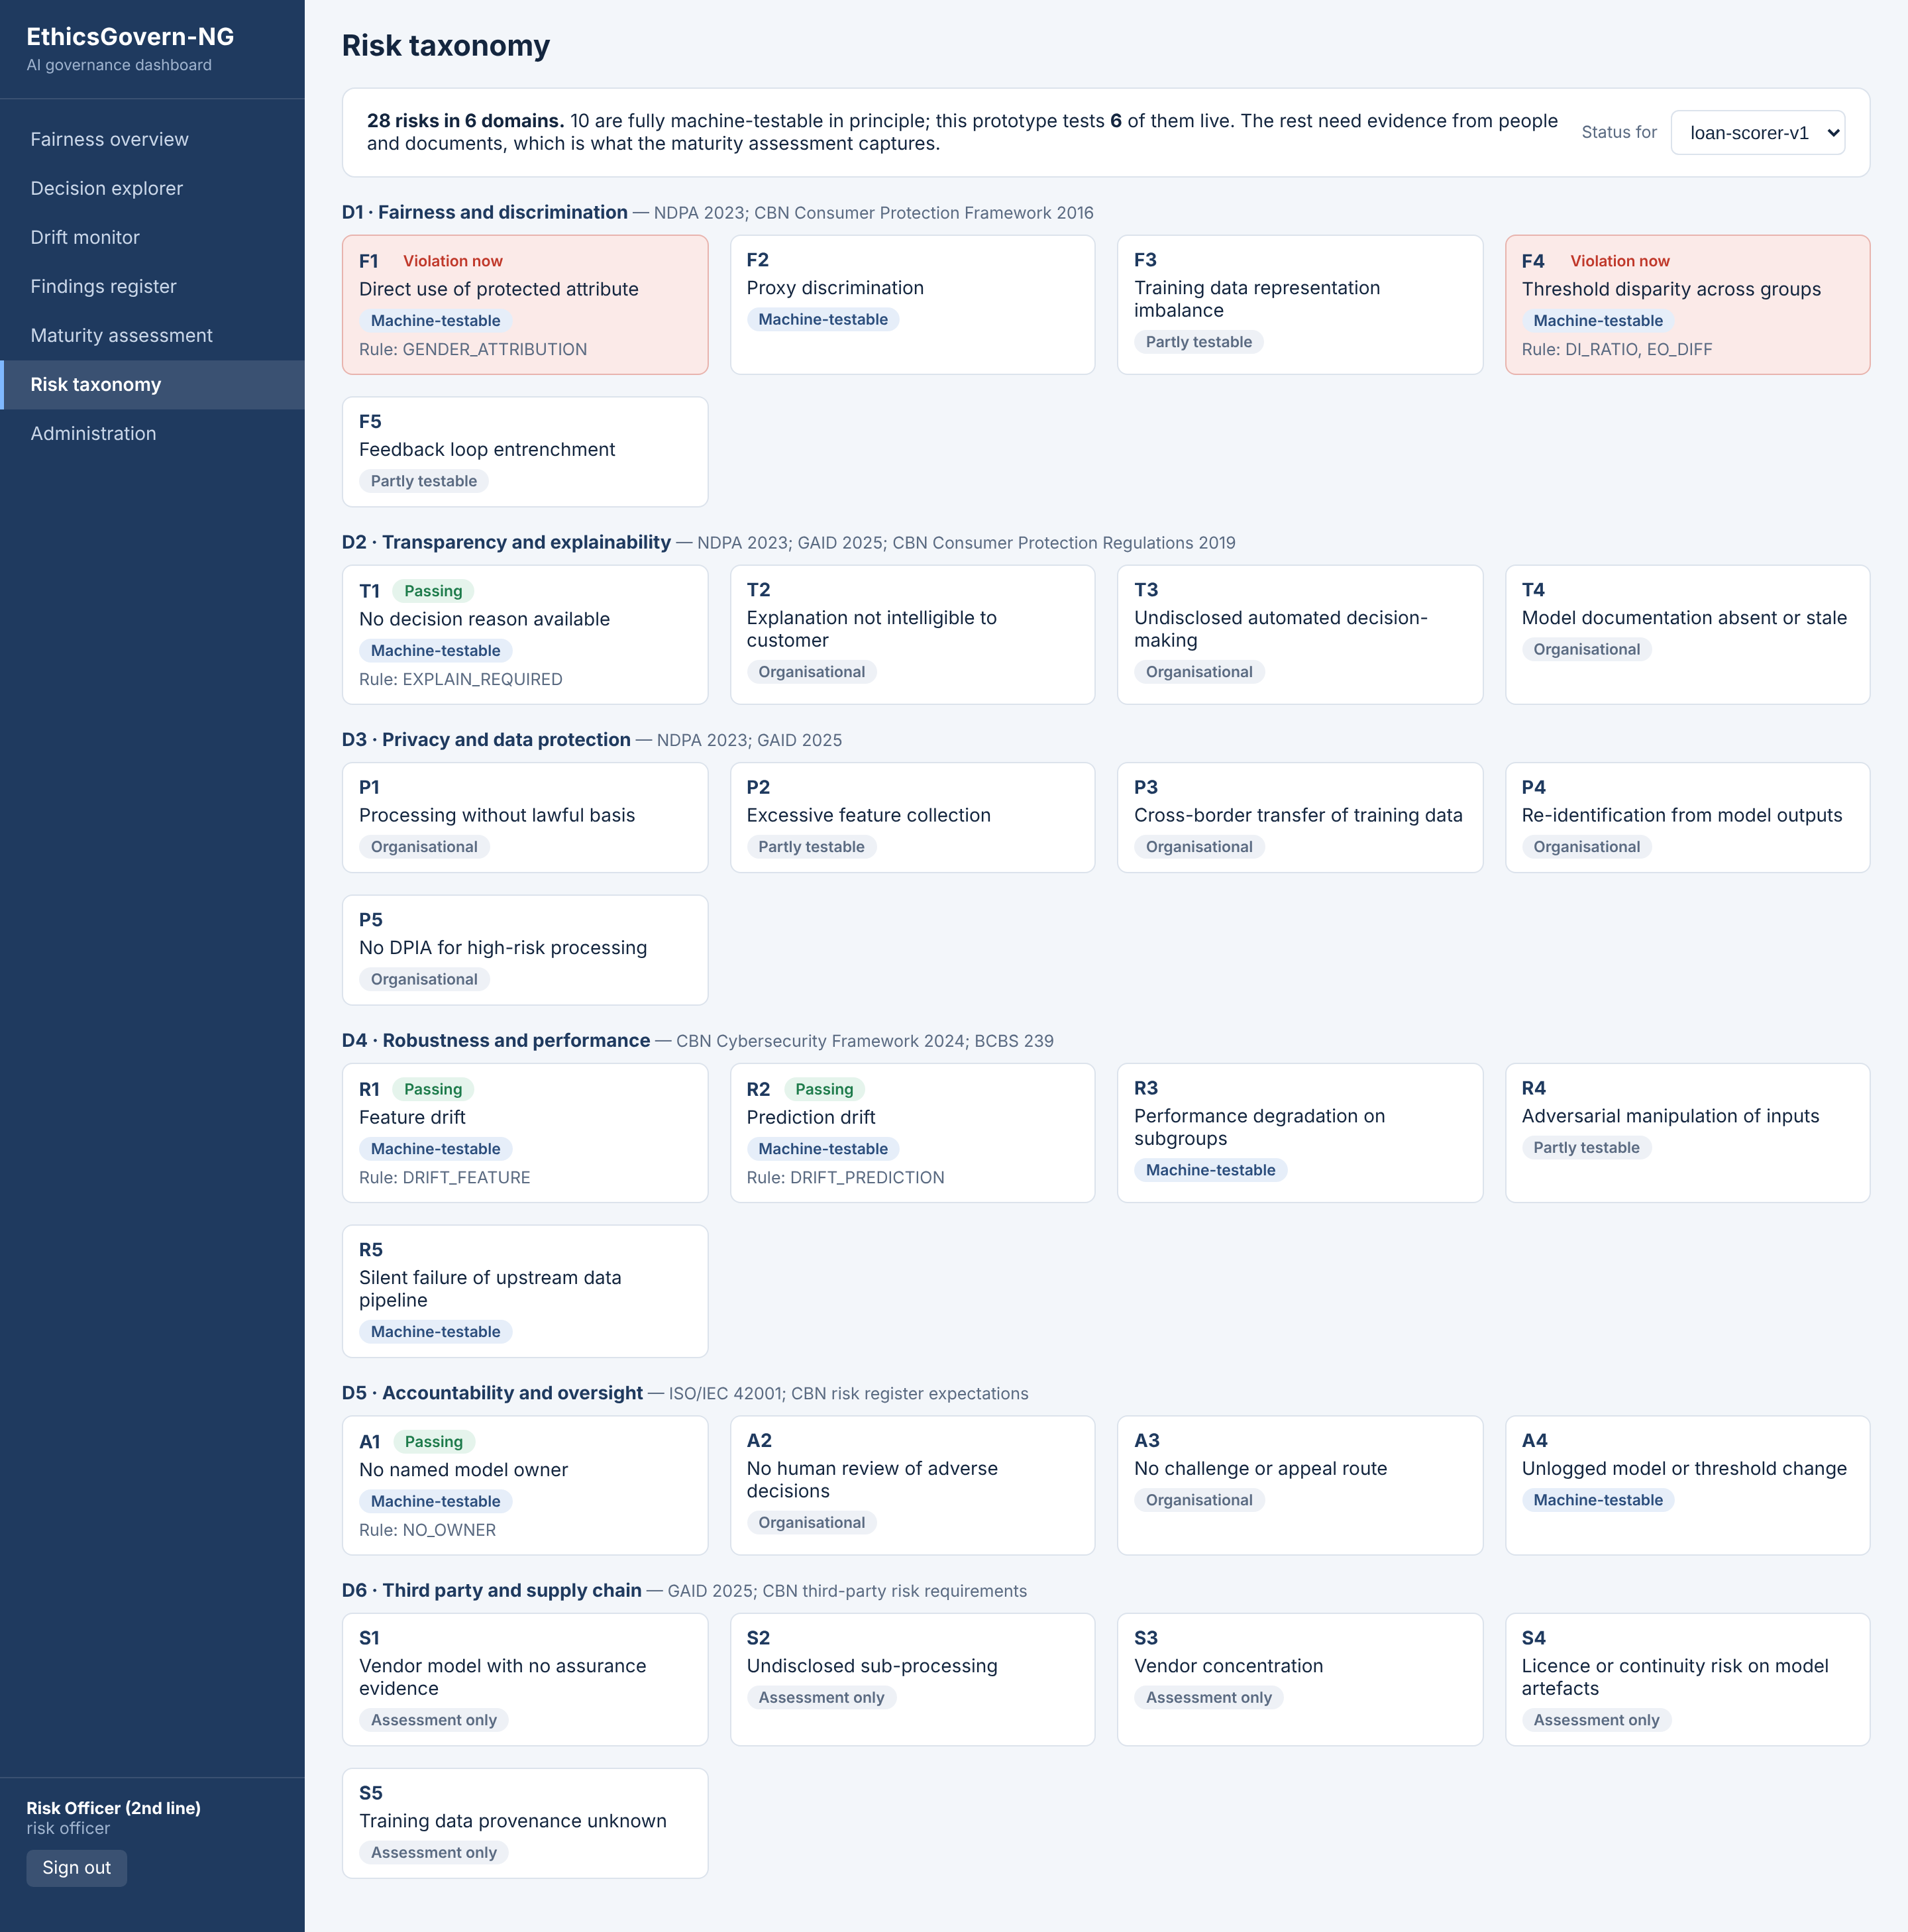 EthicsGovern-NG
AI governance dashboard
Fairness overview
Decision explorer
Drift monitor
Findings register
Maturity assessment
Risk taxonomy
Administration
Risk Officer (2nd line)
risk officer
Sign out
Risk taxonomy
28 risks in 6 domains. 10 are fully machine-testable in principle; this prototype tests 6 of them live. The rest need evidence from people
and documents, which is what the maturity assessment captures.
Status for
loan-scorer-v1
D1 · Fairness and discrimination — NDPA 2023; CBN Consumer Protection Framework 2016
F1 Violation now
Direct use of protected attribute
Machine-testable
Rule: GENDER_ATTRIBUTION
F2
Proxy discrimination
Machine-testable
F3
Training data representation
imbalance
Partly testable
F4 Violation now
Threshold disparity across groups
Machine-testable
Rule: DI_RATIO, EO_DIFF
F5
Feedback loop entrenchment
Partly testable
D2 · Transparency and explainability — NDPA 2023; GAID 2025; CBN Consumer Protection Regulations 2019
T1 Passing
No decision reason available
Machine-testable
Rule: EXPLAIN_REQUIRED
T2
Explanation not intelligible to
customer
Organisational
T3
Undisclosed automated decision-
making
Organisational
T4
Model documentation absent or stale
Organisational
D3 · Privacy and data protection — NDPA 2023; GAID 2025
P1
Processing without lawful basis
Organisational
P2
Excessive feature collection
Partly testable
P3
Cross-border transfer of training data
Organisational
P4
Re-identification from model outputs
Organisational
P5
No DPIA for high-risk processing
Organisational
D4 · Robustness and performance — CBN Cybersecurity Framework 2024; BCBS 239
R1 Passing
Feature drift
Machine-testable
Rule: DRIFT_FEATURE
R2 Passing
Prediction drift
Machine-testable
Rule: DRIFT_PREDICTION
R3
Performance degradation on
subgroups
Machine-testable
R4
Adversarial manipulation of inputs
Partly testable
R5
Silent failure of upstream data
pipeline
Machine-testable
D5 · Accountability and oversight — ISO/IEC 42001; CBN risk register expectations
A1 Passing
No named model owner
Machine-testable
Rule: NO_OWNER
A2
No human review of adverse
decisions
Organisational
A3
No challenge or appeal route
Organisational
A4
Unlogged model or threshold change
Machine-testable
D6 · Third party and supply chain — GAID 2025; CBN third-party risk requirements
S1
Vendor model with no assurance
evidence
Assessment only
S2
Undisclosed sub-processing
Assessment only
S3
Vendor concentration
Assessment only
S4
Licence or continuity risk on model
artefacts
Assessment only
S5
Training data provenance unknown
Assessment only